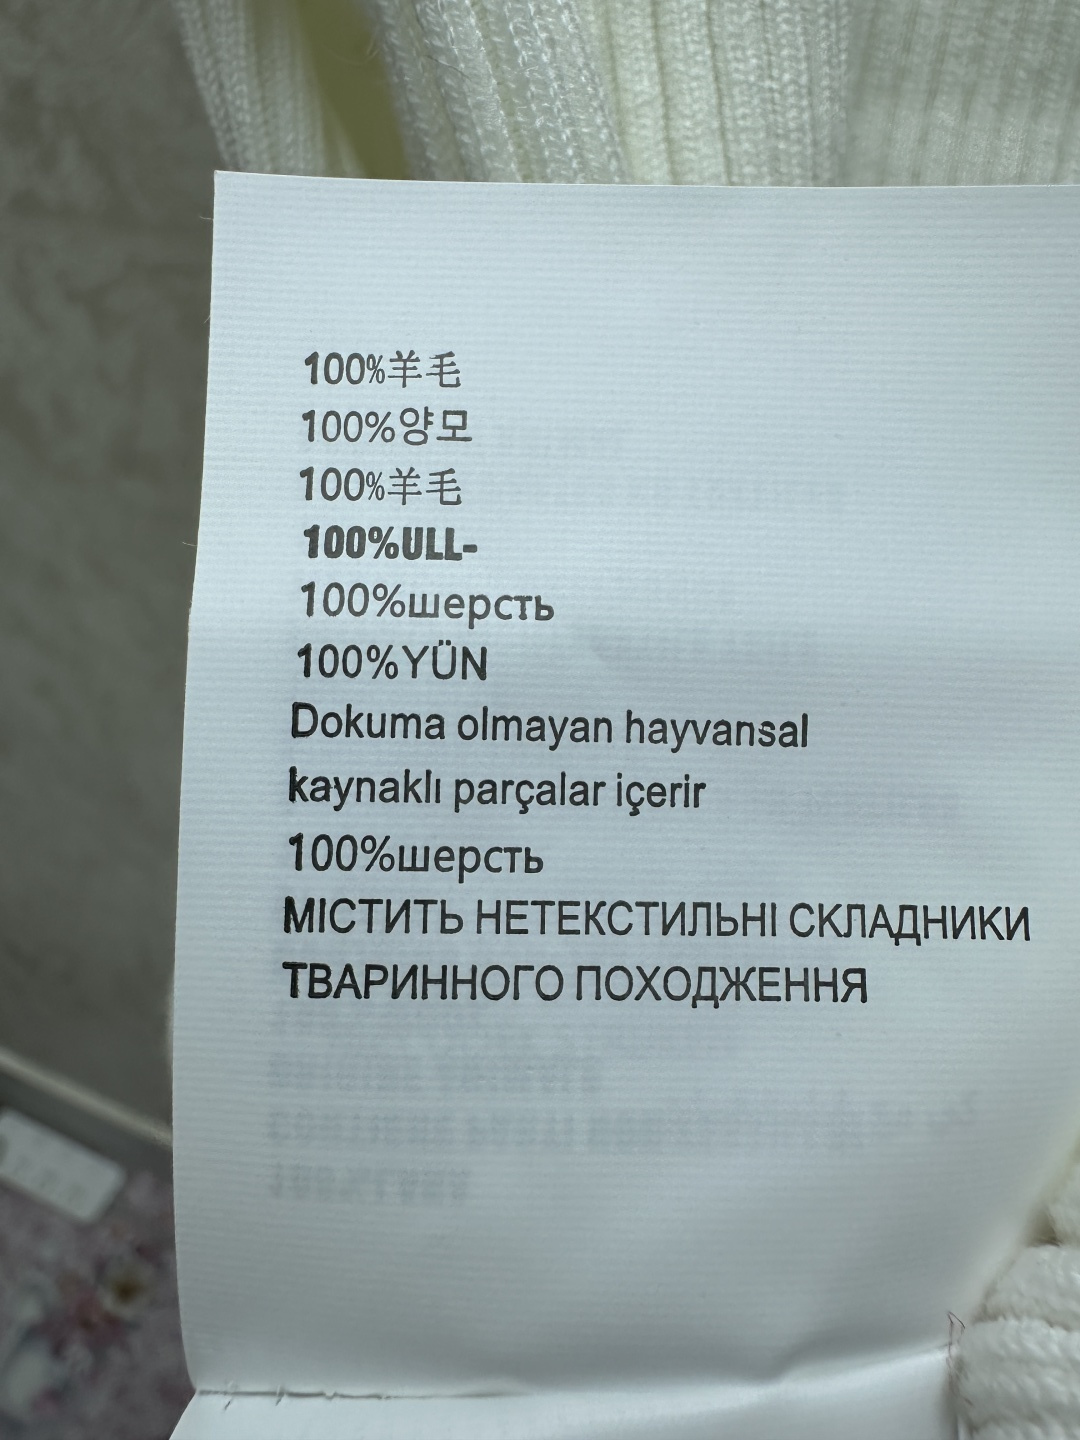 100%羊毛
100%양모
100%羊毛
100%ULL-
100%шерсть
100%YÜN
Dokuma olmayan hayvansal
kaynaklı parçalar içerir
100%шерсть
МІСТИТЬ НЕТЕКСТИЛЬНІ СКЛАДНИКИ
ТВАРИННОГО ПОХОДЖЕННЯ